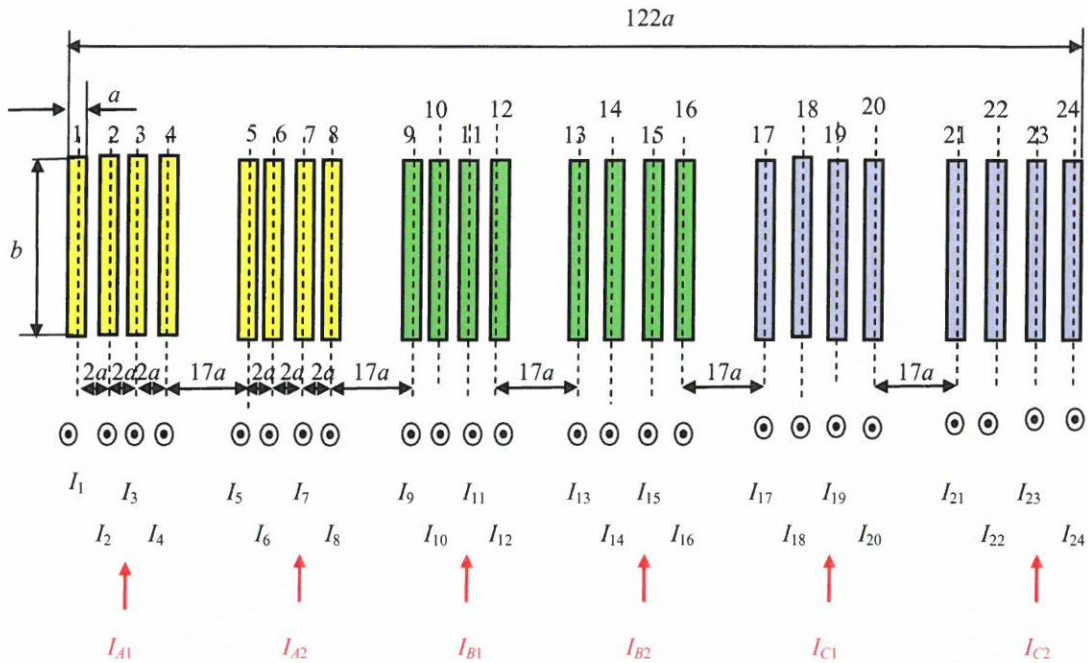 122a
a
10 12 14 16 18 20 22 24
1 2 3 4 5 6 7 8 9 11 13 15 17 19 21 23
b
2a 2a 2a 17a 2a 2a 2a 17a 17a 17a 17a
I1 I3 I5 I7 I9 I11 I13 I15 I17 I19 I21 I23
I2 I4 I6 I8 I10 I12 I14 I16 I18 I20 I22 I24
IA1 IA2 IB1 IB2 IC1 IC2